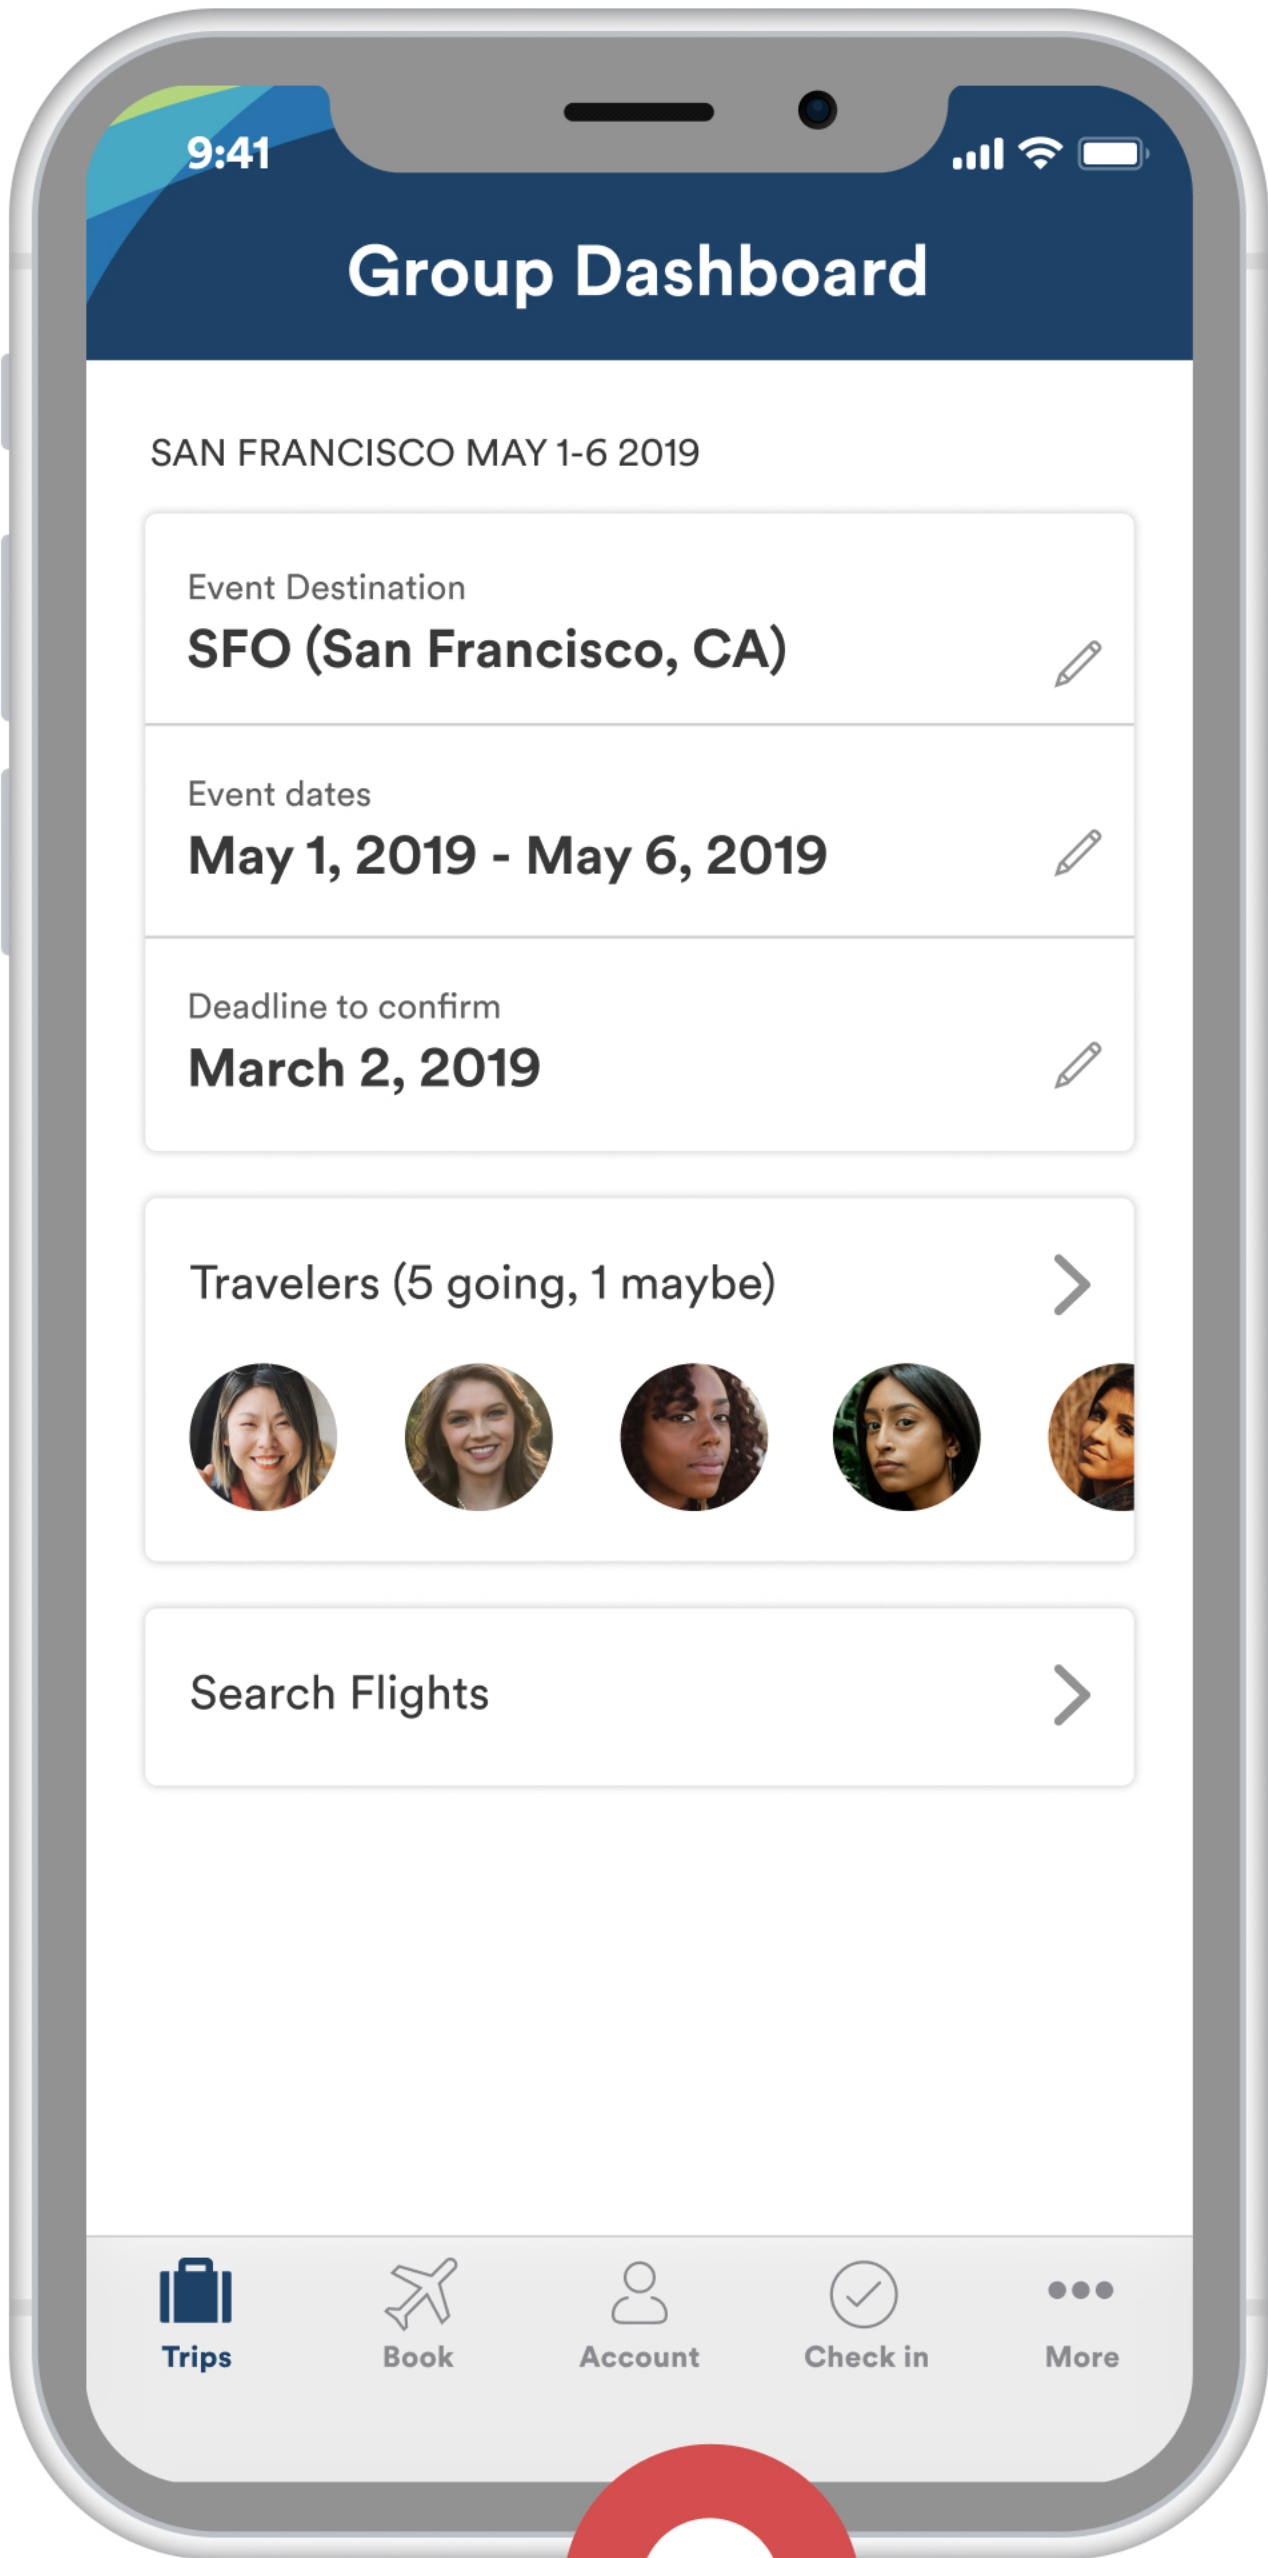 9:41
Group Dashboard
SAN FRANCISCO MAY 1-6 2019
Event Destination
SFO (San Francisco, CA)
Event dates
May 1, 2019 - May 6, 2019
Deadline to confirm
March 2, 2019
Travelers (5 going, 1 maybe)
Search Flights
Trips
Book
Account
Check in
More